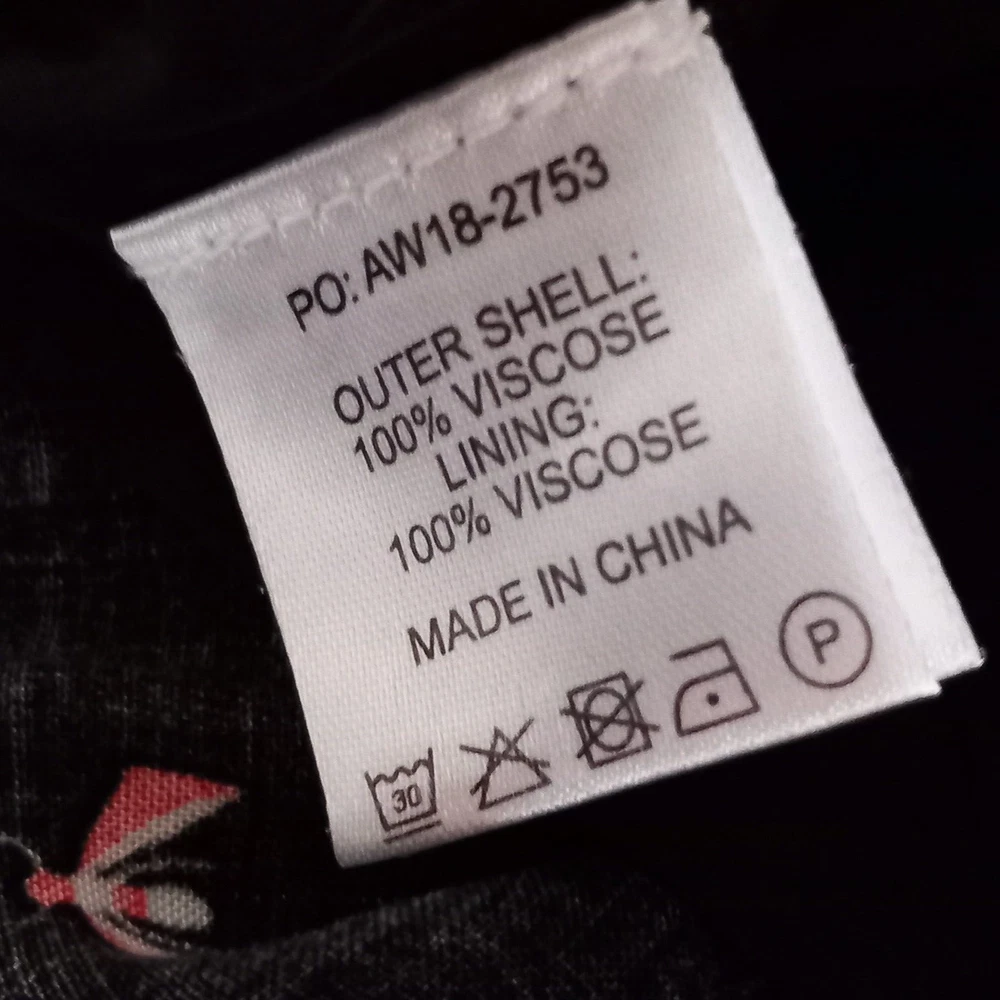 PO: AW18-2753
OUTER SHELL:
100% VISCOSE
LINING:
100% VISCOSE
MADE IN CHINA
30
P